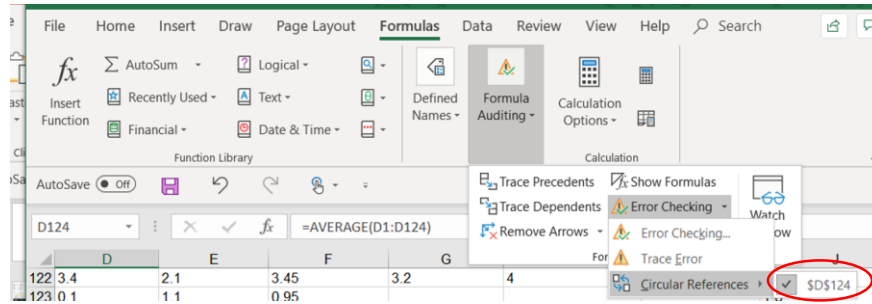 File Home Insert Draw Page Layout Formulas Data Review View Help Search
∑ AutoSum Logical
Recently Used Text
Financial Date & Time
fx
Insert
Function
Defined
Names
Formula
Auditing
Calculation
Options
Function Library
Calculation
AutoSave Off
Trace Precedents fx Show Formulas
Trace Dependents Error Checking
Remove Arrows
Watch
For
Error Checking...
Trace Error
Circular References
$D$124
D124 fx =AVERAGE(D1:D124)
D E F G J
122 3.4 2.1 3.45 3.2 4
123 0.1 1.1 0.95